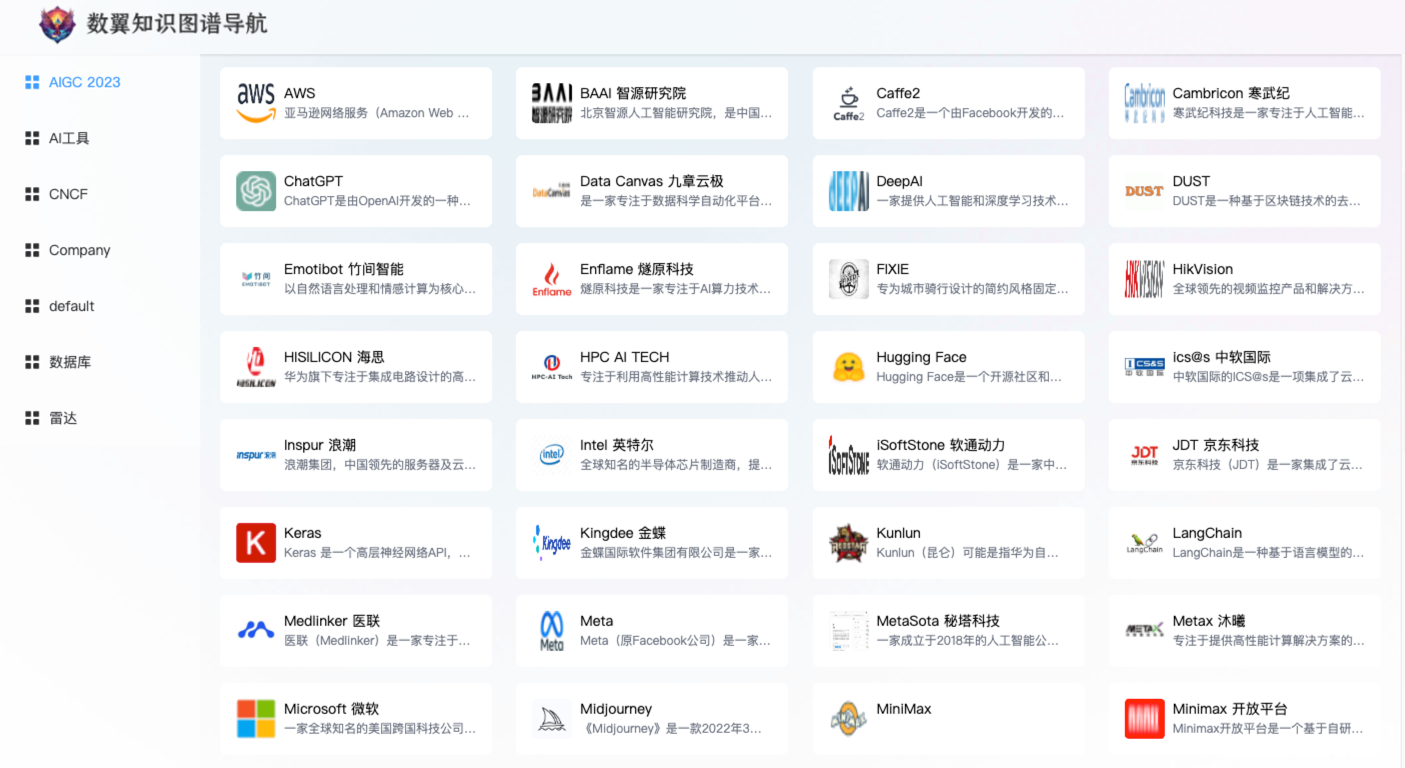 数翼知识图谱导航
AIGC 2023
AI工具
CNCF
Company
default
数据库
雷达
aws
AWS
亚马逊网络服务（Amazon Web ...
BAAI
智源研究院
BAAI 智源研究院
北京智源人工智能研究院，是中国...
Caffe2
Caffe2
Caffe2是一个由Facebook开发的...
Cambricon
寒武纪科技
Cambricon 寒武纪
寒武纪科技是一家专注于人工智能...
ChatGPT
ChatGPT是由OpenAI开发的一种...
DataCanvas
Data Canvas 九章云极
是一家专注于数据科学自动化平台...
DEEPAI
DeepAI
一家提供人工智能和深度学习技术...
DUST
DUST
DUST是一种基于区块链技术的去...
竹间
EMOTIBOT
Emotibot 竹间智能
以自然语言处理和情感计算为核心...
Enflame
Enflame 燧原科技
燧原科技是一家专注于AI算力技术...
FIXIE
专为城市骑行设计的简约风格固定...
HIKVISION
HikVision
全球领先的视频监控产品和解决方...
HISILICON
HISILICON 海思
华为旗下专注于集成电路设计的高...
HPC-AI Tech
HPC AI TECH
专注于利用高性能计算技术推动人...
Hugging Face
Hugging Face是一个开源社区和...
CS&S
中软国际
ics@s 中软国际
中软国际的ICS@s是一项集成了云...
inspur 浪潮
Inspur 浪潮
浪潮集团，中国领先的服务器及云...
intel
Intel 英特尔
全球知名的半导体芯片制造商，提...
iSoftStone
iSoftStone 软通动力
软通动力（iSoftStone）是一家中...
JDT
京东科技
JDT 京东科技
京东科技（JDT）是一家集成了云...
K
Keras
Keras 是一个高层神经网络API，...
Kingdee
Kingdee 金蝶
金蝶国际软件集团有限公司是一家...
REDSTAR
Kunlun
Kunlun（昆仑）可能是指华为自...
LangChain
LangChain
LangChain是一种基于语言模型的...
Medlinker 医联
医联（Medlinker）是一家专注于...
Meta
Meta
Meta（原Facebook公司）是一家...
MetaSota 秘塔科技
一家成立于2018年的人工智能公...
METAX
Metax 沐曦
专注于提供高性能计算解决方案的...
Microsoft 微软
一家全球知名的美国跨国科技公司...
Midjourney
《Midjourney》是一款2022年3...
MiniMax
Minimax 开放平台
Minimax开放平台是一个基于自研...